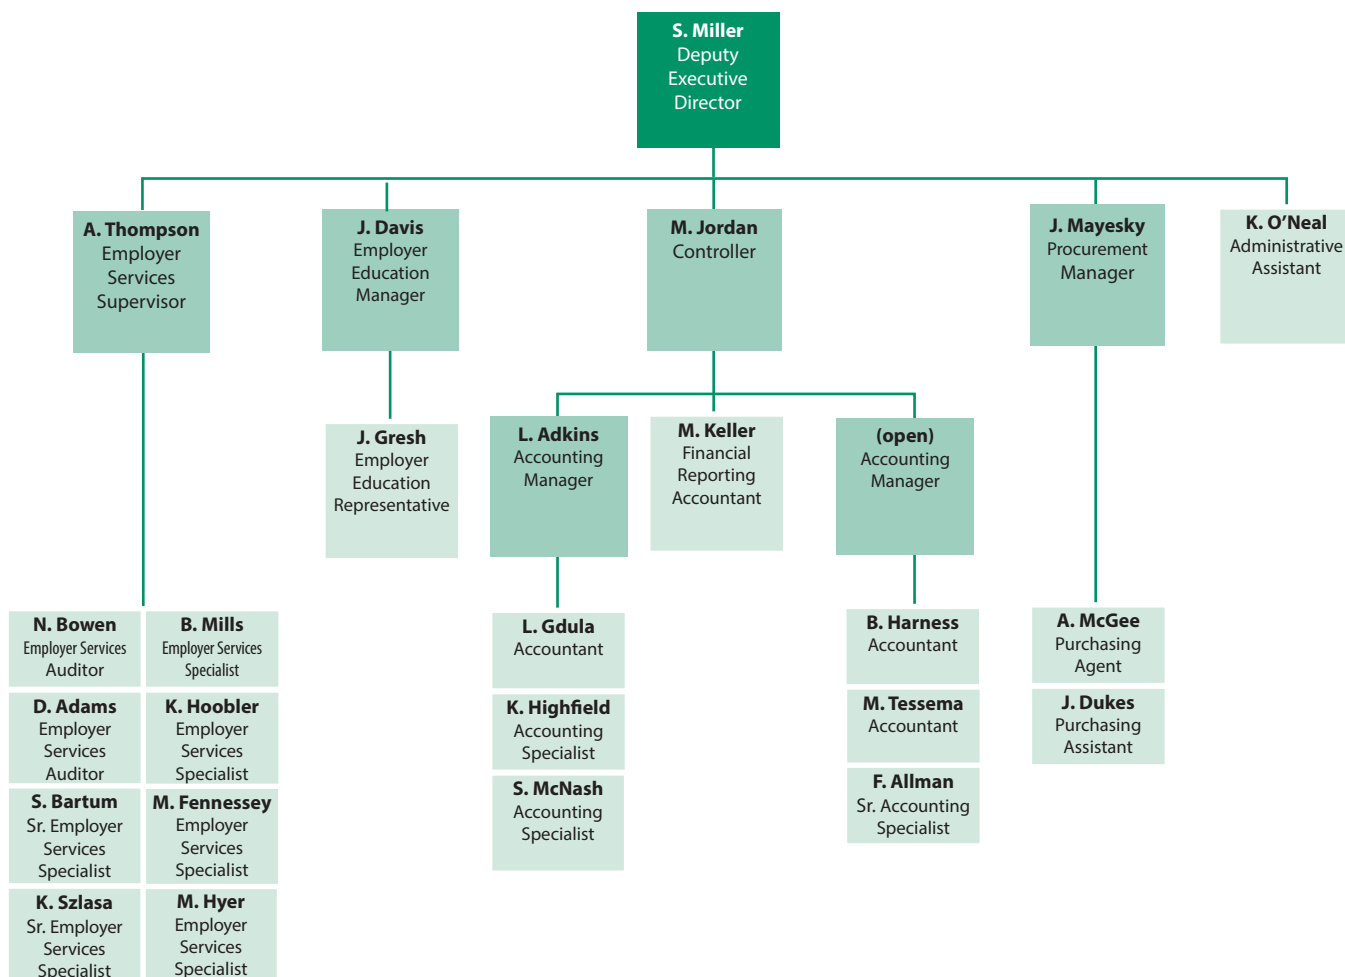 S. Miller
Deputy
Executive
Director
A. Thompson
Employer
Services
Supervisor
J. Davis
Employer
Education
Manager
M. Jordan
Controller
J. Mayesky
Procurement
Manager
K. O’Neal
Administrative
Assistant
J. Gresh
Employer
Education
Representative
L. Adkins
Accounting
Manager
M. Keller
Financial
Reporting
Accountant
(open)
Accounting
Manager
N. Bowen
Employer Services
Auditor
B. Mills
Employer Services
Specialist
D. Adams
Employer
Services
Auditor
K. Hoobler
Employer
Services
Specialist
S. Bartum
Sr. Employer
Services
Specialist
M. Fennessey
Employer
Services
Specialist
K. Szlasa
Sr. Employer
Services
Specialist
M. Hyer
Employer
Services
Specialist
L. Gdula
Accountant
K. Highfield
Accounting
Specialist
S. McNash
Accounting
Specialist
B. Harness
Accountant
M. Tessema
Accountant
F. Allman
Sr. Accounting
Specialist
A. McGee
Purchasing
Agent
J. Dukes
Purchasing
Assistant